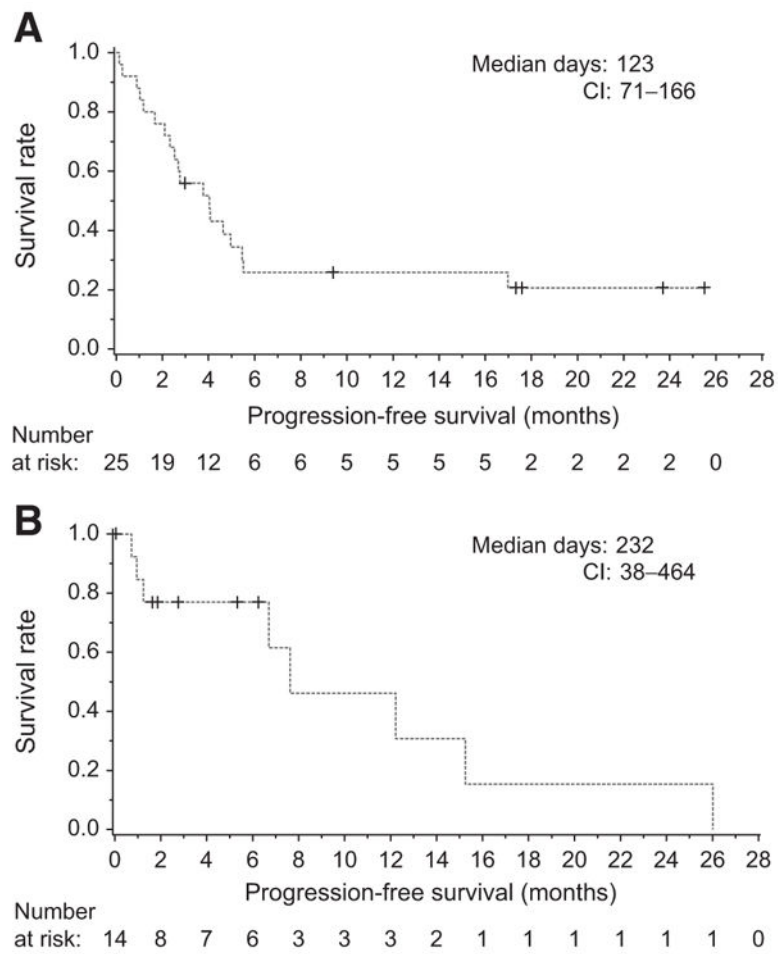 A
Median days: 123
CI: 71–166
Survival rate
1.0
0.8
0.6
0.4
0.2
0.0
0 2 4 6 8 10 12 14 16 18 20 22 24 26 28
Progression-free survival (months)
Number
at risk: 25 19 12 6 6 5 5 5 5 2 2 2 2 0
B
Median days: 232
CI: 38–464
Survival rate
1.0
0.8
0.6
0.4
0.2
0.0
0 2 4 6 8 10 12 14 16 18 20 22 24 26 28
Progression-free survival (months)
Number
at risk: 14 8 7 6 3 3 3 2 1 1 1 1 1 1 0